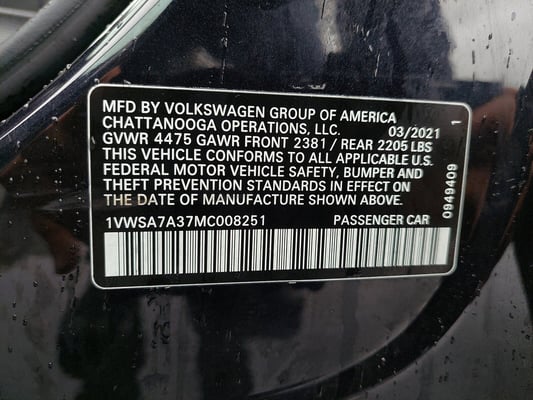 MFD BY VOLKSWAGEN GROUP OF AMERICA
CHATTANOOGA OPERATIONS, LLC. 03/2021 1
GVWR 4475 GAWR FRONT 2381 / REAR 2205 LBS
THIS VEHICLE CONFORMS TO ALL APPLICABLE U.S.
FEDERAL MOTOR VEHICLE SAFETY, BUMPER AND
THEFT PREVENTION STANDARDS IN EFFECT ON
THE DATE OF MANUFACTURE SHOWN ABOVE.
0949409
1VWSA7A37MC008251 PASSENGER CAR